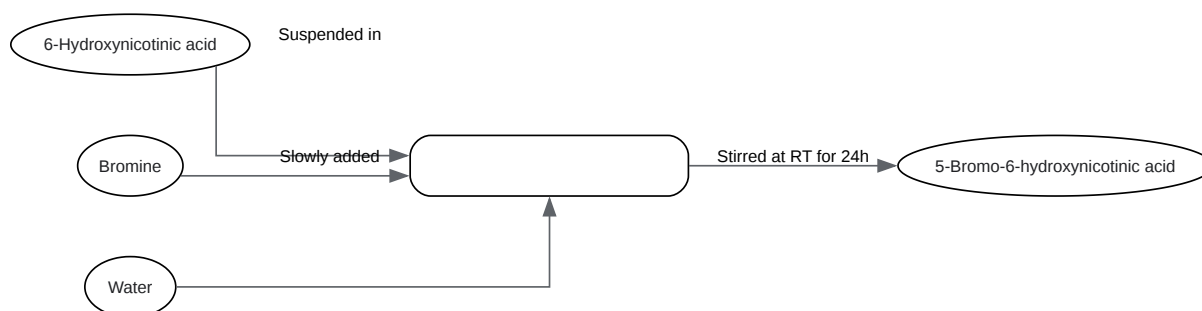 6-Hydroxynicotinic acid
Suspended in
Bromine
Slowly added
Stirred at RT for 24h
5-Bromo-6-hydroxynicotinic acid
Water